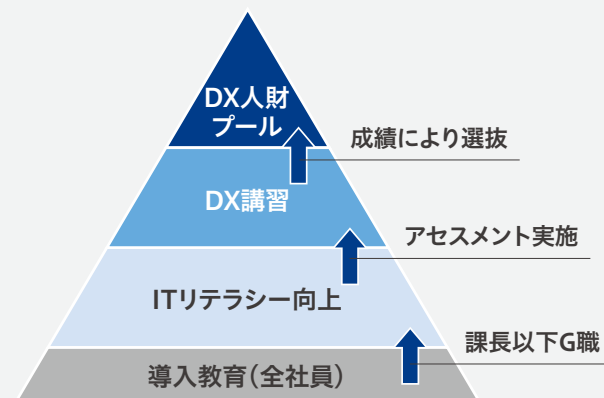 DX人財
プール
成績により選抜
DX講習
アセスメント実施
ITリテラシー向上
課長以下G職
導入教育(全社員)